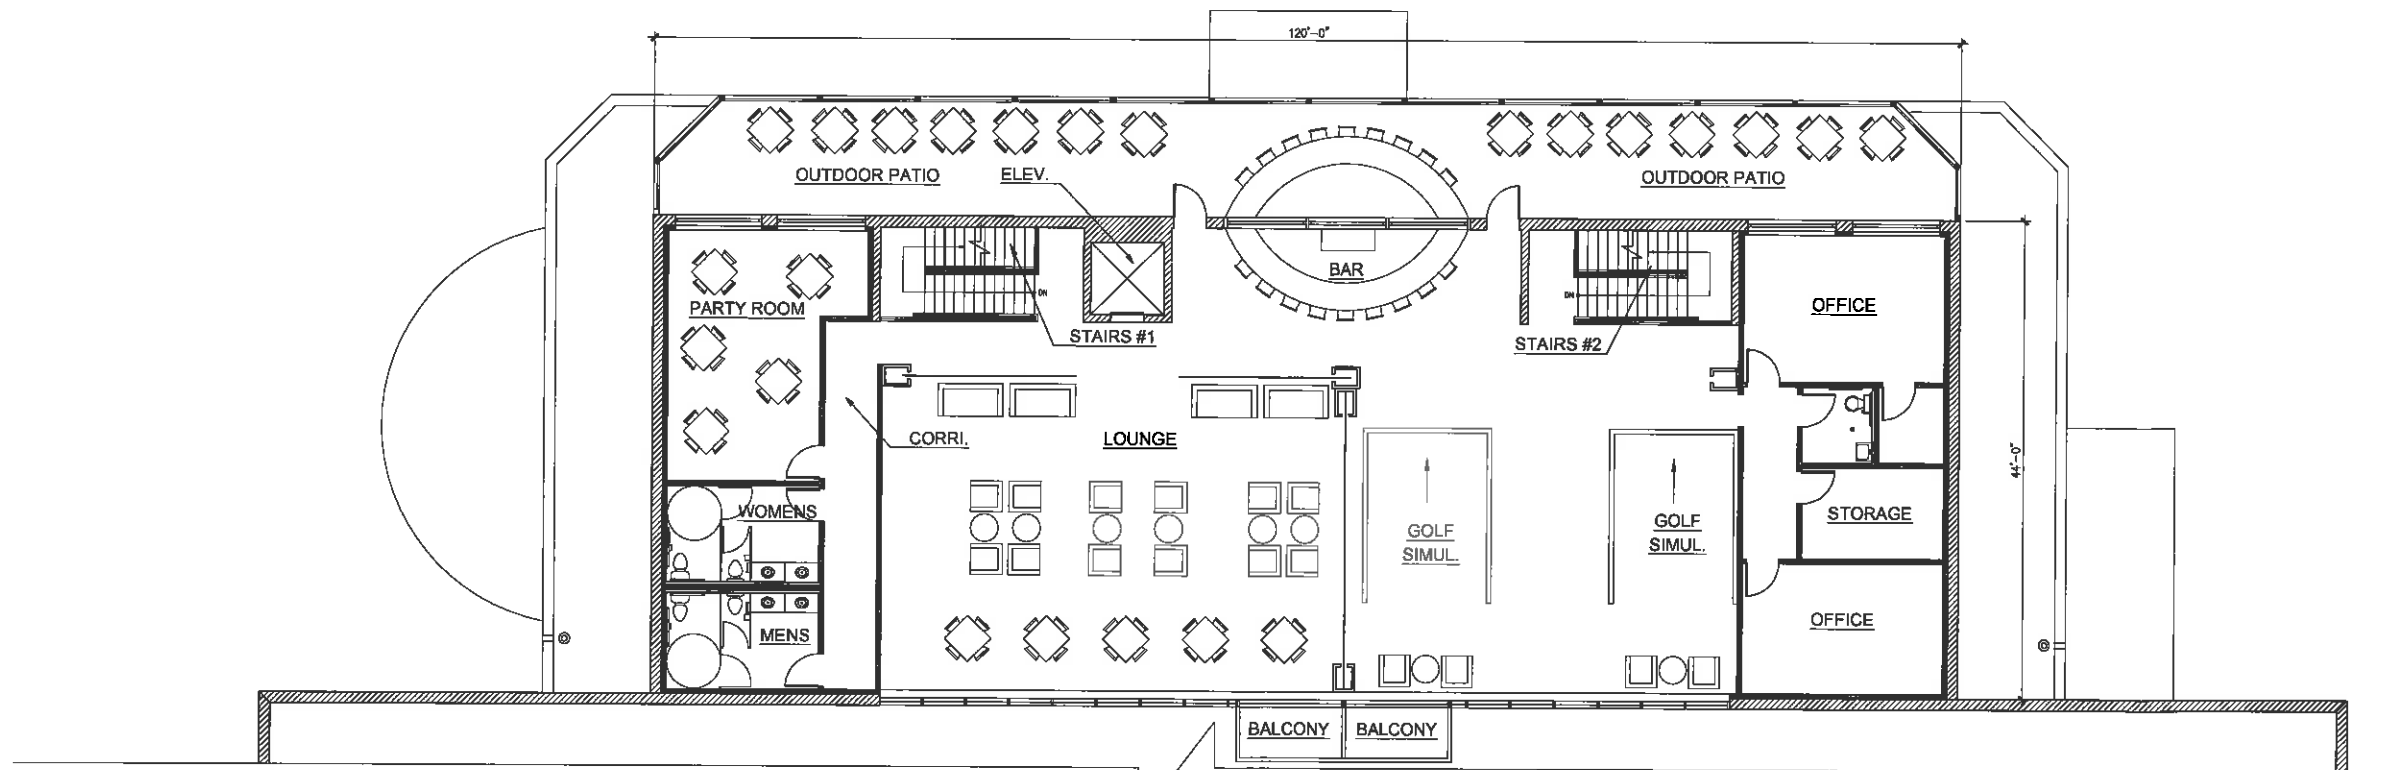 120'-0"
OUTDOOR PATIO
ELEV.
OUTDOOR PATIO
BAR
DN
DN
PARTY ROOM
OFFICE
STAIRS #1
STAIRS #2
CORRI.
LOUNGE
44'-0"
WOMENS
STORAGE
GOLF
SIMUL.
GOLF
SIMUL.
MENS
OFFICE
BALCONY
BALCONY